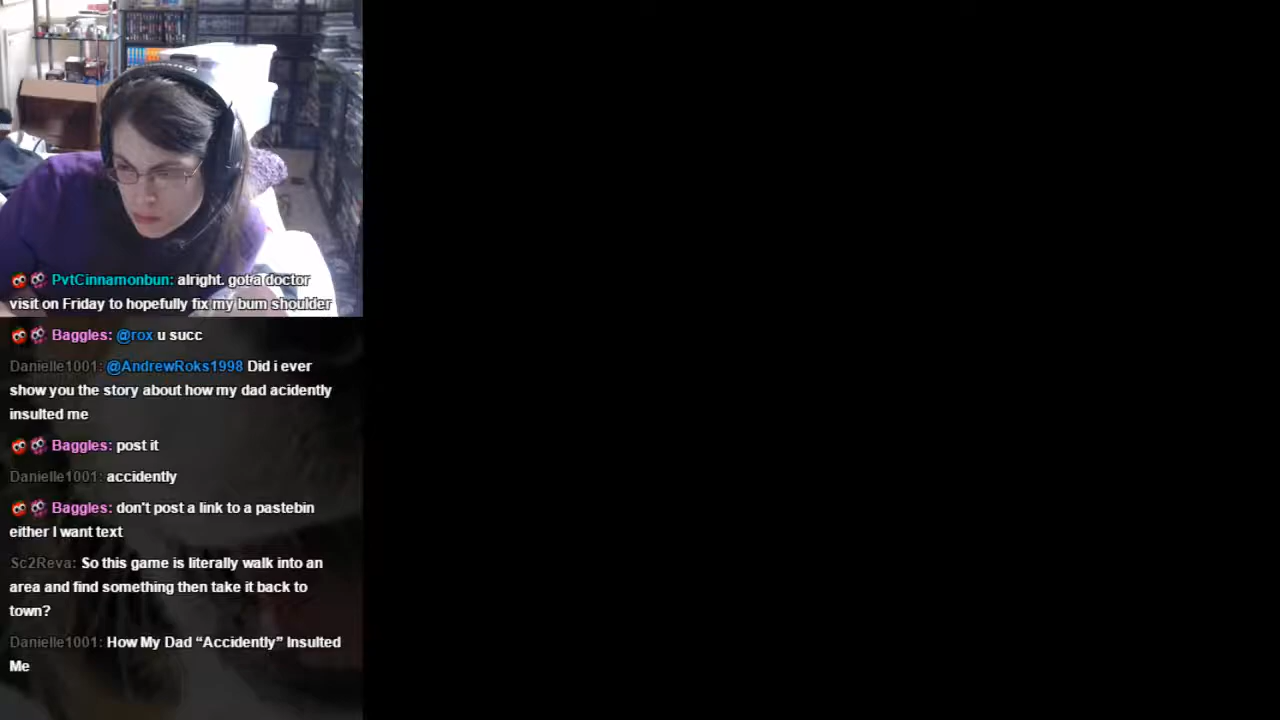 PvtCinnamonbun: alright. got a doctor
visit on Friday to hopefully fix my bum shoulder
Baggles: @rox u succ
Danielle1001: @AndrewRoks1998 Did i ever
show you the story about how my dad acidently
insulted me
Baggles: post it
Danielle1001: accidently
Baggles: don't post a link to a pastebin
either I want text
Sc2Reva: So this game is literally walk into an
area and find something then take it back to
town?
Danielle1001: How My Dad “Accidently” Insulted
Me